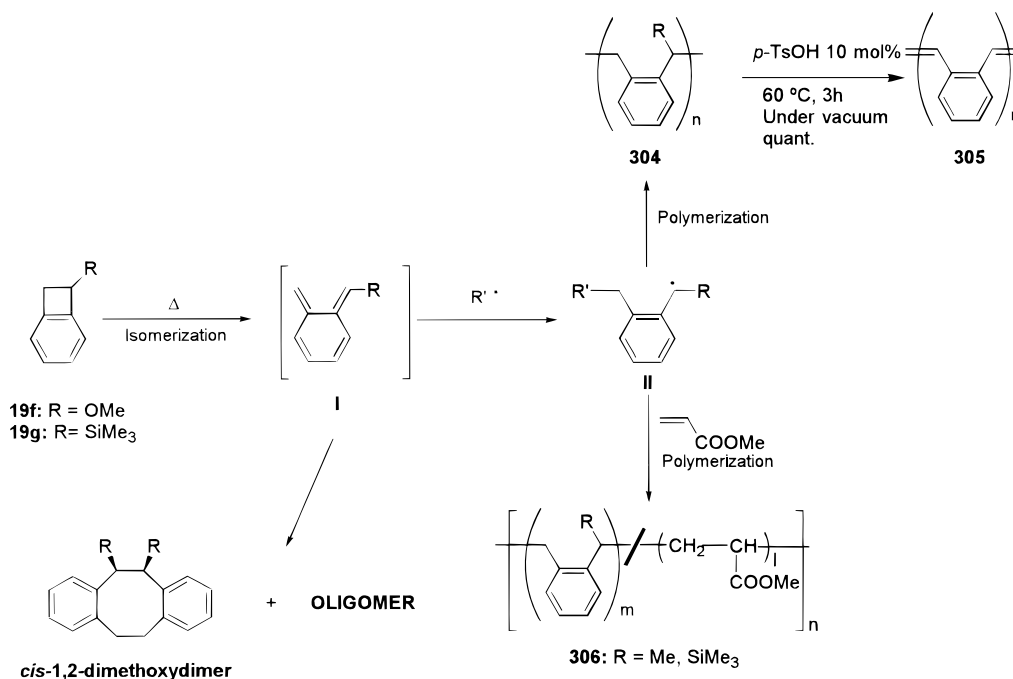 R
n
304
p-TsOH 10 mol%
60 ºC, 3h
Under vacuum
quant.
n
305
Polymerization
R
19f: R = OMe
19g: R= SiMe3
Δ
Isomerization
R
I
R' •
R'
R
II
COOMe
Polymerization
R R
+ OLIGOMER
cis-1,2-dimethoxydimer
R
m
CH2 CH
l
COOMe
n
306: R = Me, SiMe3